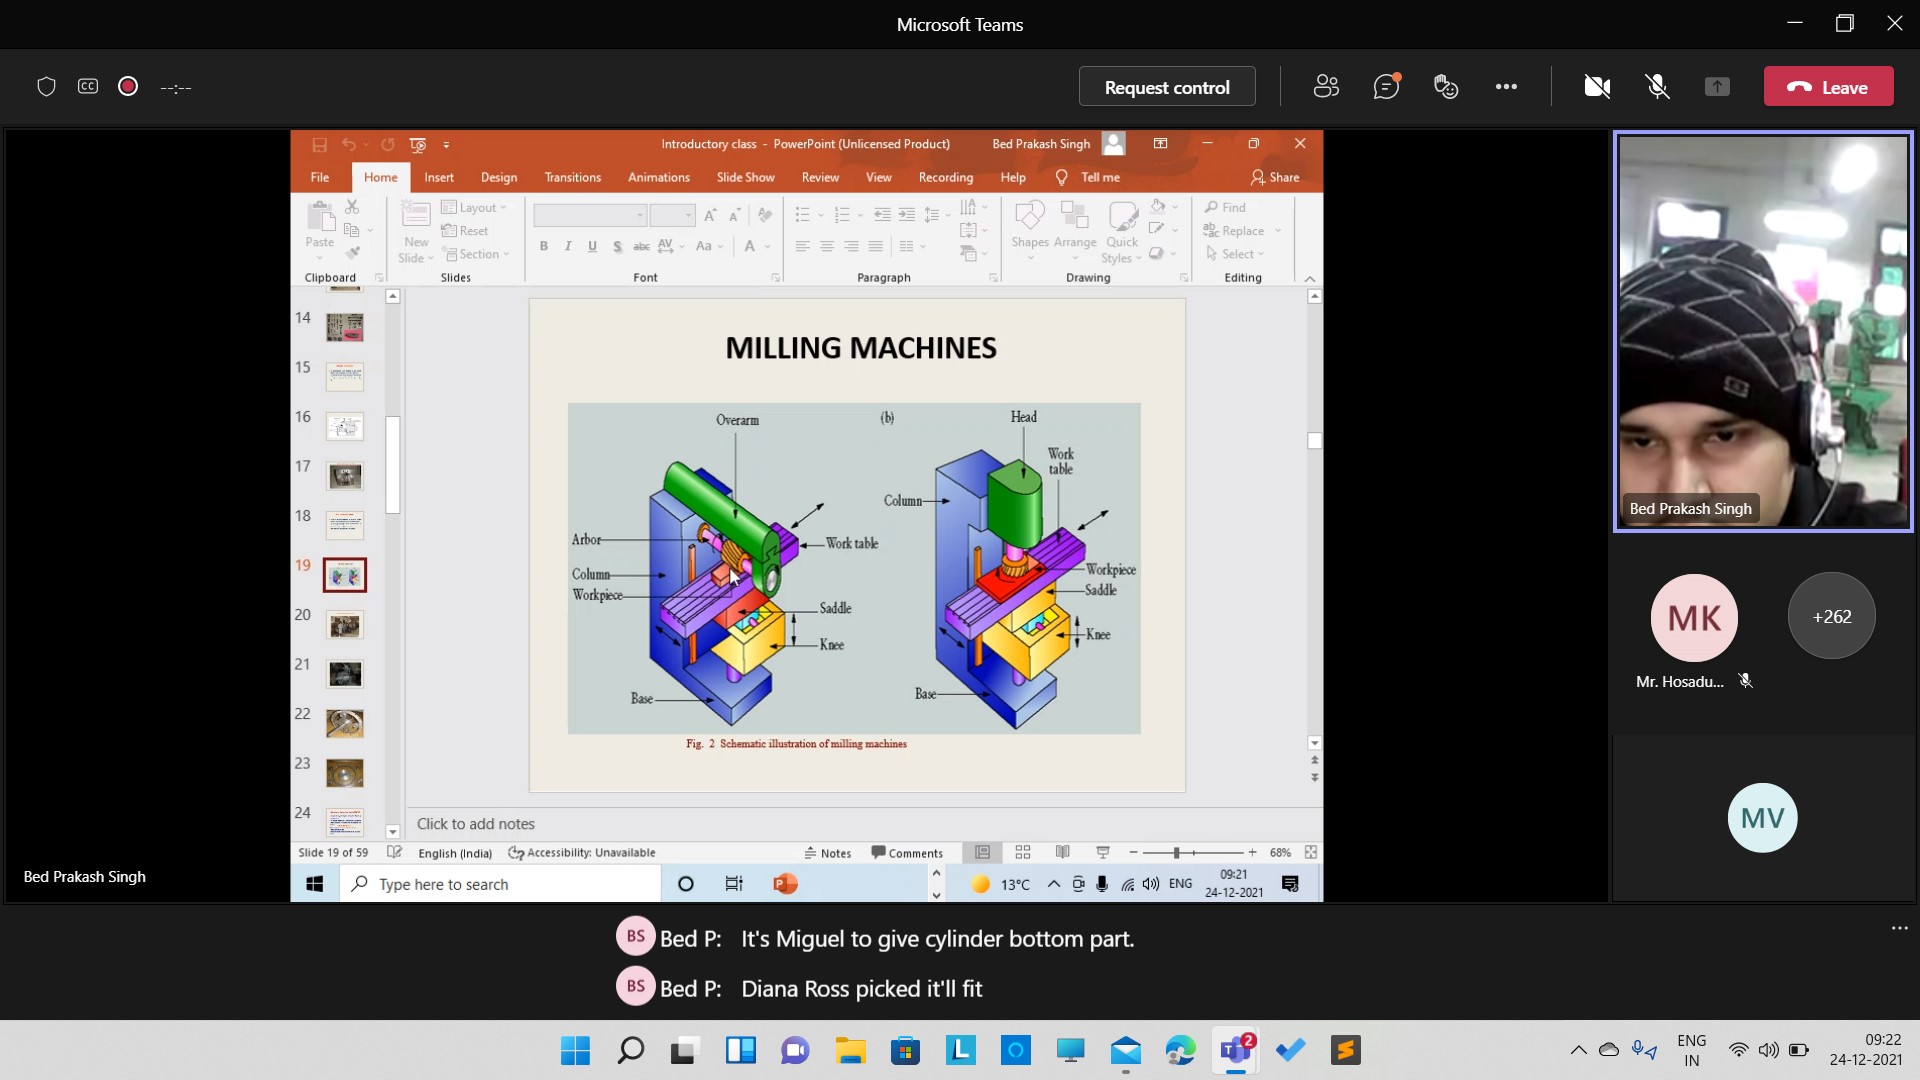 Microsoft Teams
CC
--:--
Request control
Leave
Introductory class - PowerPoint (Unlicensed Product)
Bed Prakash Singh
File Home Insert Design Transitions Animations Slide Show Review View Recording Help Tell me Share
Paste
New
Slide
Layout
Reset
Section
B I U S abc AV Aa A
Shapes Arrange Quick
Styles
Find
Replace
Select
Clipboard Slides Font Paragraph Drawing Editing
14
15
16
17
18
19
20
21
22
23
24
MILLING MACHINES
Overarm
Arbor
Column
Workpiece
Work table
Saddle
Knee
Base
(b)
Head
Work
table
Column
Workpiece
Saddle
Knee
Base
Fig. 2 Schematic illustration of milling machines
Click to add notes
Slide 19 of 59 English (India) Accessibility: Unavailable Notes Comments 68%
Type here to search
13°C ENG
09:21
24-12-2021
Bed Prakash Singh
Bed Prakash Singh
MK
Mr. Hosadu...
+262
MV
BS Bed P: It's Miguel to give cylinder bottom part.
BS Bed P: Diana Ross picked it'll fit
2
ENG
IN
09:22
24-12-2021